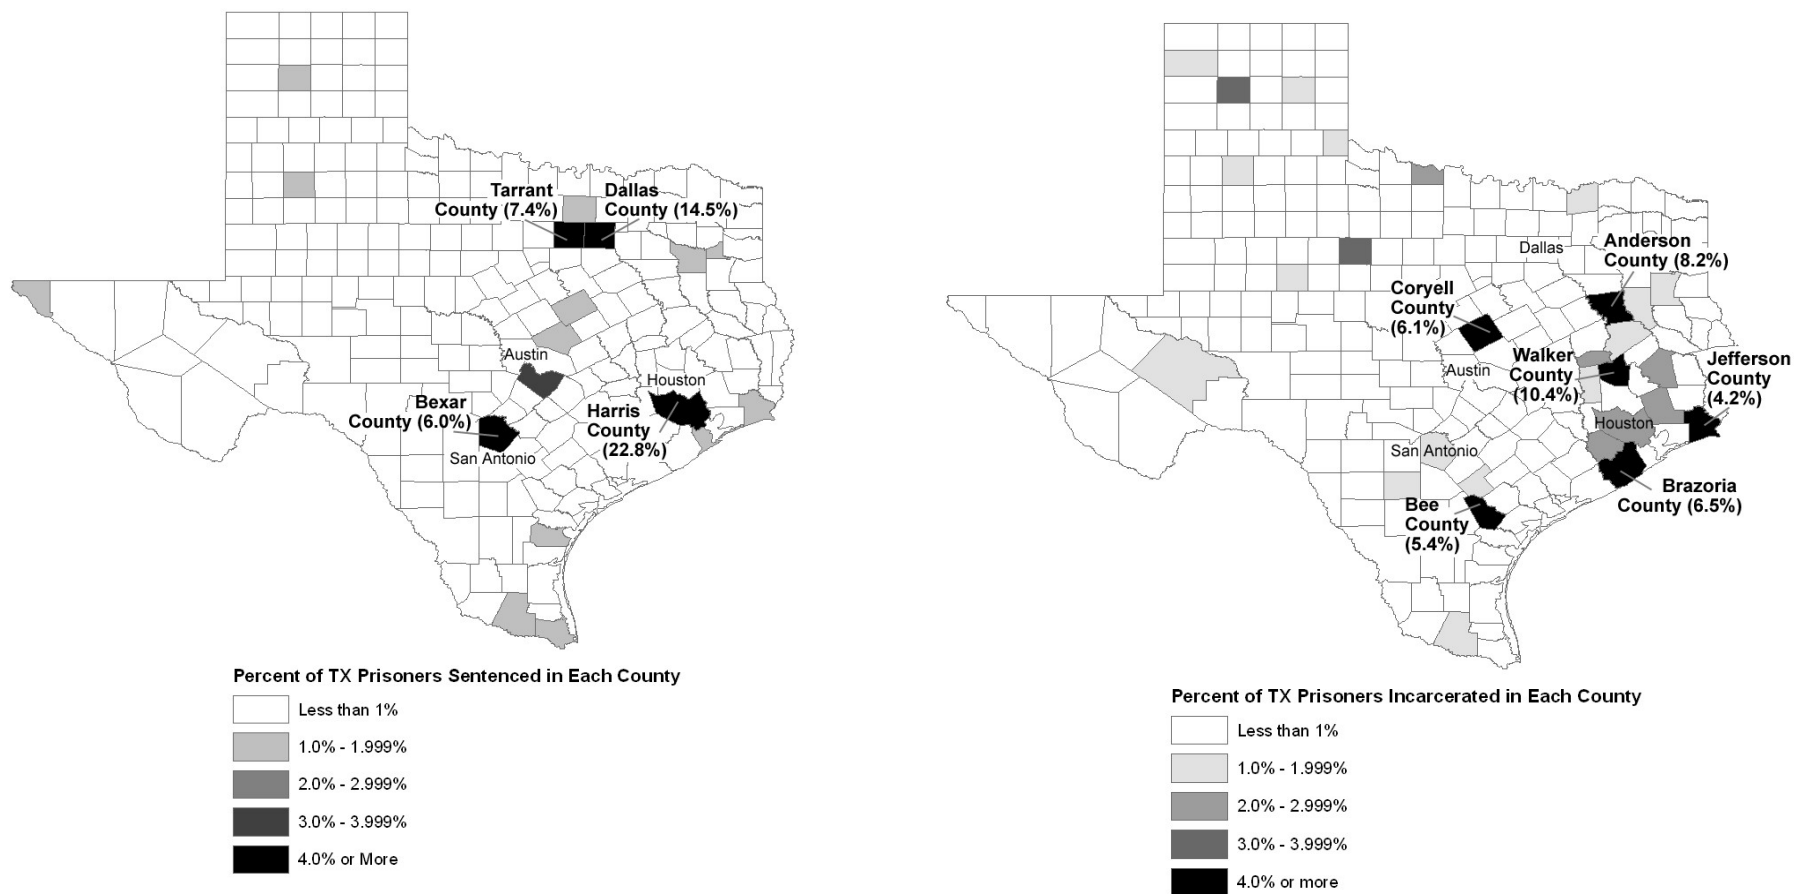 Tarrant
County (7.4%)
Dallas
County (14.5%)
Austin
Houston
Bexar
County (6.0%)
Harris
County
(22.8%)
San Antonio
Percent of TX Prisoners Sentenced in Each County
Less than 1%
1.0% - 1.999%
2.0% - 2.999%
3.0% - 3.999%
4.0% or More
Dallas
Anderson
County (8.2%)
Coryell
County
(6.1%)
Austin
Walker
County
(10.4%)
Jefferson
County
(4.2%)
Houston
San Antonio
Brazoria
County (6.5%)
Bee
County
(5.4%)
Percent of TX Prisoners Incarcerated in Each County
Less than 1%
1.0% - 1.999%
2.0% - 2.999%
3.0% - 3.999%
4.0% or more